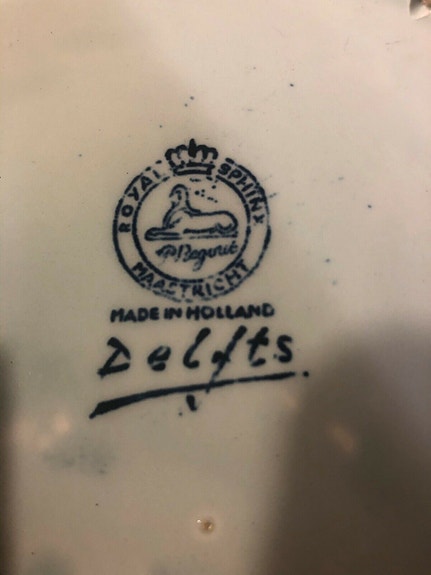 ROYAL SPHINX
P. Regout
MAASTRICHT
MADE IN HOLLAND
Delfts